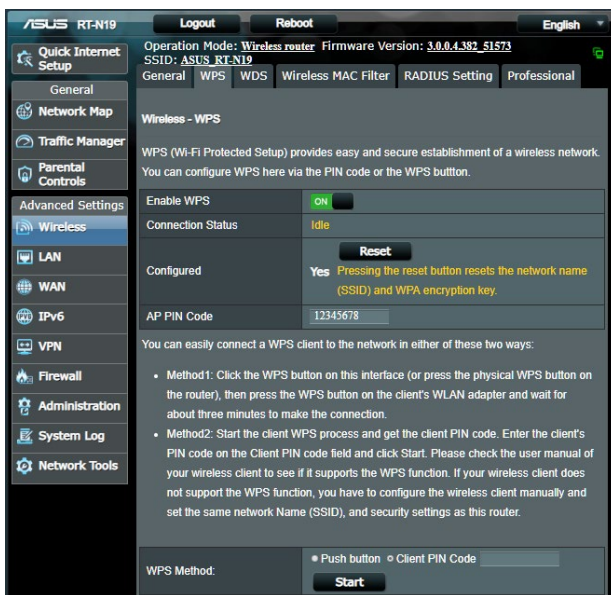 ASUS RT-N19 Logout Reboot English
Operation Mode: Wireless router Firmware Version: 3.0.0.4.382_51573
SSID: ASUS_RT-N19
Quick Internet
Setup
General
Network Map
Traffic Manager
Parental
Controls
Advanced Settings
Wireless
LAN
WAN
IPv6
VPN
Firewall
Administration
System Log
Network Tools
General WPS WDS Wireless MAC Filter RADIUS Setting Professional
Wireless - WPS
WPS (Wi-Fi Protected Setup) provides easy and secure establishment of a wireless network.
You can configure WPS here via the PIN code or the WPS buttton.
Enable WPS ON
Connection Status Idle
Configured Yes Reset
Pressing the reset button resets the network name
(SSID) and WPA encryption key.
AP PIN Code 12345678
You can easily connect a WPS client to the network in either of these two ways:
• Method1: Click the WPS button on this interface (or press the physical WPS button on
the router), then press the WPS button on the client's WLAN adapter and wait for
about three minutes to make the connection.
• Method2: Start the client WPS process and get the client PIN code. Enter the client's
PIN code on the Client PIN code field and click Start. Please check the user manual of
your wireless client to see if it supports the WPS function. If your wireless client does
not support the WPS function, you have to configure the wireless client manually and
set the same network Name (SSID), and security settings as this router.
WPS Method: Push button Client PIN Code
Start